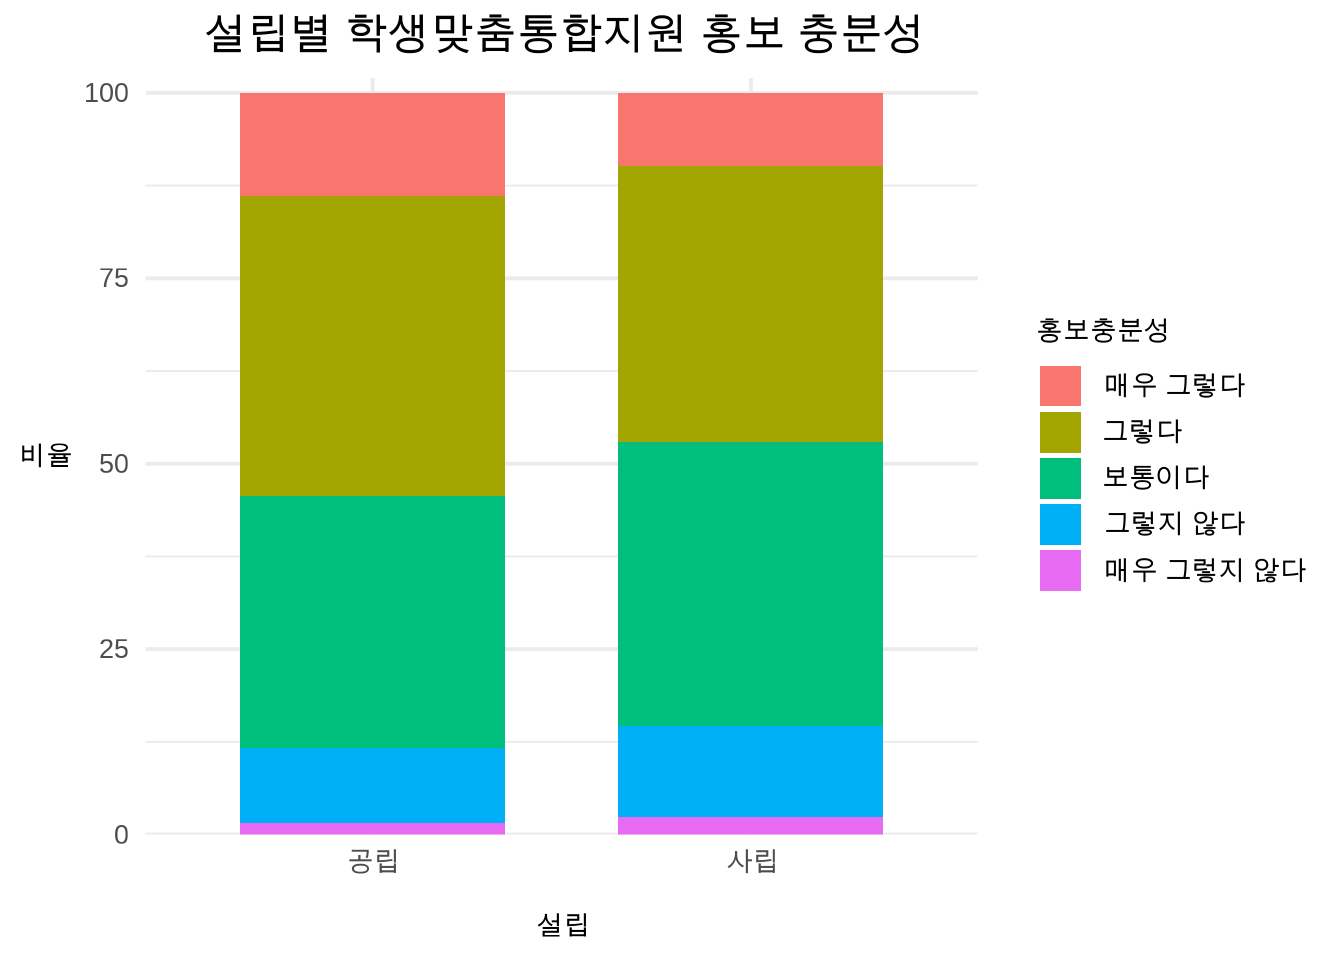 설립별 학생맞춤통합지원 홍보 충분성
100
75
50
25
0
비율
공립
사립
설립
홍보충분성
매우 그렇다
그렇다
보통이다
그렇지 않다
매우 그렇지 않다